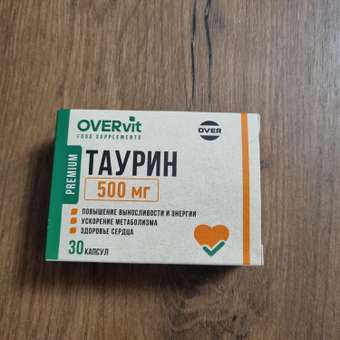 OVERvit
FOOD SUPPLEMENTS
OVER
PREMIUM
ТАУРИН
500 мг
ПОВЫШЕНИЕ ВЫНОСЛИВОСТИ И ЭНЕРГИИ
УСКОРЕНИЕ МЕТАБОЛИЗМА
ЗДОРОВЬЕ СЕРДЦА
30 КАПСУЛ